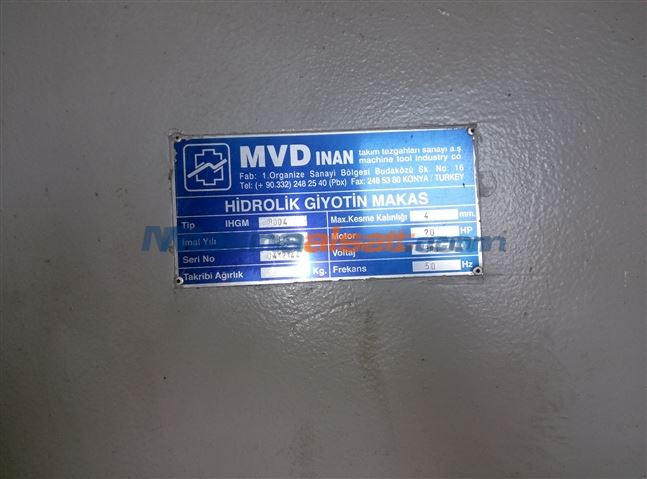 MVD INAN takım tezgahları sanayi a.ş.
machine tool industry co
Fab: 1.Organize Sanayi Bölgesi Budaközü Sk. No: 16
Tel: (+ 90.332) 248 25 40 (Pbx) Fax: 248 53 80 KONYA / TURKEY
HİDROLİK GİYOTİN MAKAS
Tip IHGM 3004 Max.Kesme Kalınlığı 4 mm.
İmal Yılı Motor 20 HP
Seri No Voltaj
Takribi Ağırlık Kg. Frekans 50 Hz